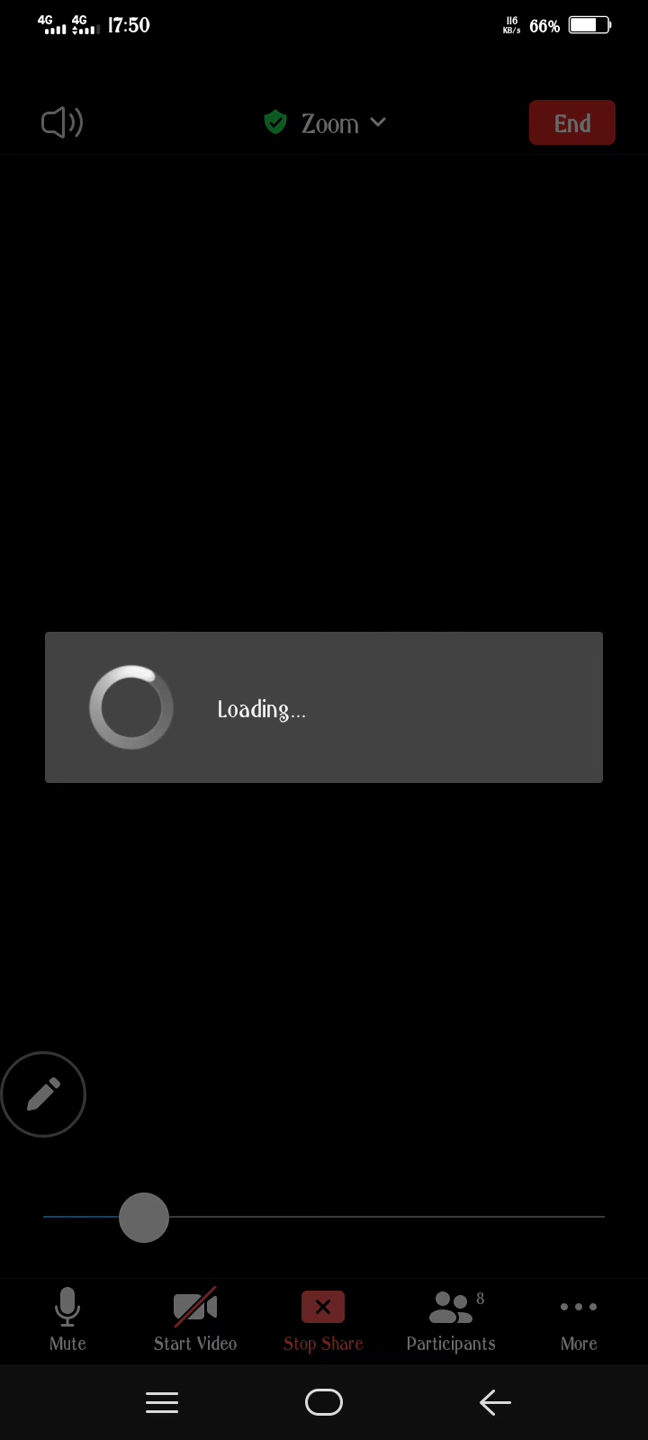 4G 4G 17:50 116 KB/s 66%
Zoom End
Loading...
8
Mute Start Video Stop Share Participants More